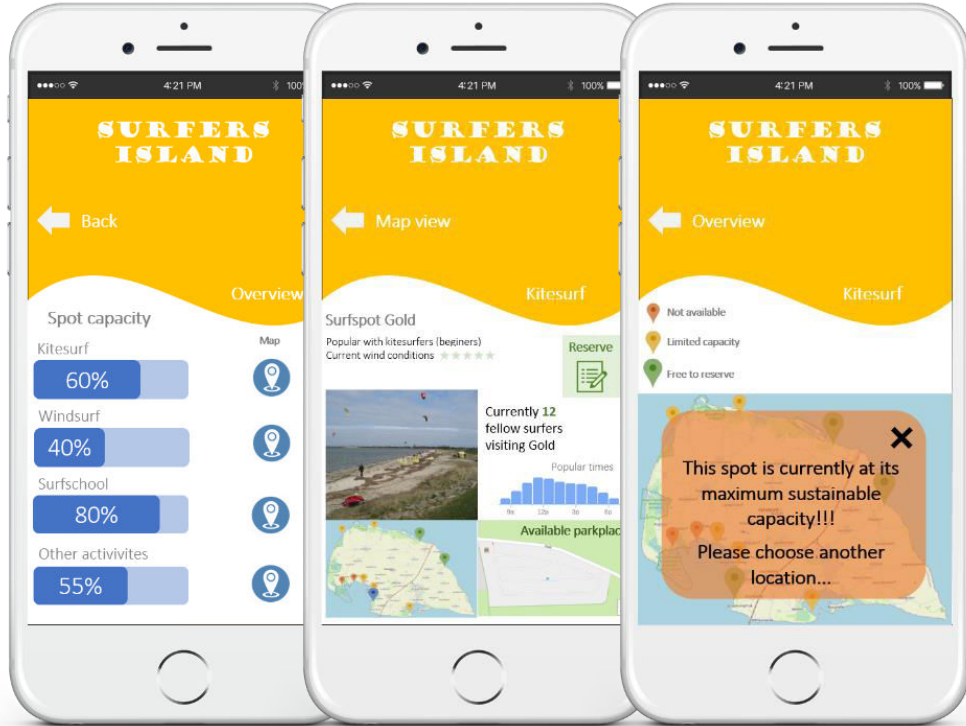 4:21 PM
100%
SURFERS
ISLAND
Back
Overview
Spot capacity
Map
Kitesurf
60%
Windsurf
40%
Surfschool
80%
Other activivites
55%
4:21 PM
100%
SURFERS
ISLAND
Map view
Kitesurf
Surfspot Gold
Popular with kitesurfers (beginers)
Current wind conditions
Reserve
Currently 12
fellow surfers
visiting Gold
Popular times
9a 12p 3p 6p
Available parkplac
4:21 PM
100%
SURFERS
ISLAND
Overview
Kitesurf
Not available
Limited capacity
Free to reserve
This spot is currently at its
maximum sustainable
capacity!!!
Please choose another
location...